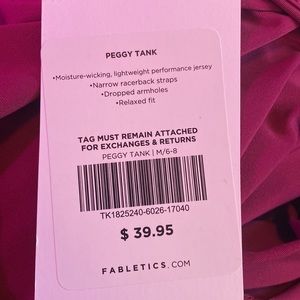 PEGGY TANK
•Moisture-wicking, lightweight performance jersey
•Narrow racerback straps
•Dropped armholes
•Relaxed fit
TAG MUST REMAIN ATTACHED
FOR EXCHANGES & RETURNS
PEGGY TANK | M/6-8
TK1825240-6026-17040
$ 39.95
FABLETICS.COM